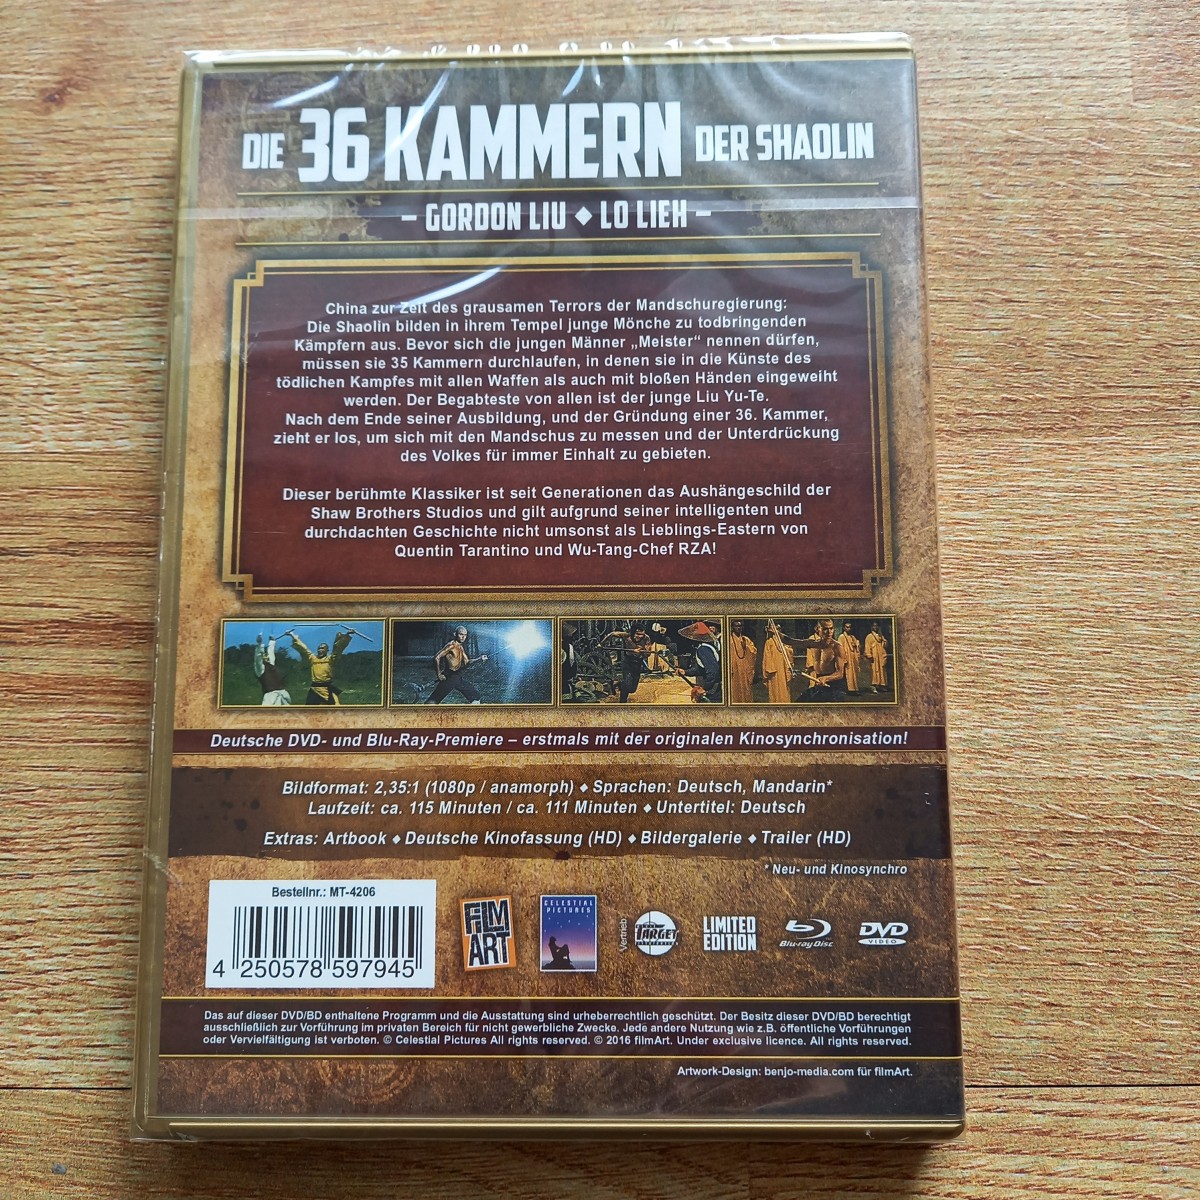 DIE 36 KAMMERN DER SHAOLIN
– GORDON LIU ◆ LO LIEH –
China zur Zeit des grausamen Terrors der Mandschuregierung:
Die Shaolin bilden in ihrem Tempel junge Mönche zu todbringenden
Kämpfern aus. Bevor sich die jungen Männer „Meister“ nennen dürfen,
müssen sie 35 Kammern durchlaufen, in denen sie in die Künste des
tödlichen Kampfes mit allen Waffen als auch mit bloßen Händen eingeweiht
werden. Der Begabteste von allen ist der junge Liu Yu-Te.
Nach dem Ende seiner Ausbildung, und der Gründung einer 36. Kammer,
zieht er los, um sich mit den Mandschus zu messen und der Unterdrückung
des Volkes für immer Einhalt zu gebieten.
Dieser berühmte Klassiker ist seit Generationen das Aushängeschild der
Shaw Brothers Studios und gilt aufgrund seiner intelligenten und
durchdachten Geschichte nicht umsonst als Lieblings-Eastern von
Quentin Tarantino und Wu-Tang-Chef RZA!
Deutsche DVD- und Blu-Ray-Premiere – erstmals mit der originalen Kinosynchronisation!
Bildformat: 2,35:1 (1080p / anamorph) ◆ Sprachen: Deutsch, Mandarin*
Laufzeit: ca. 115 Minuten / ca. 111 Minuten ◆ Untertitel: Deutsch
Extras: Artbook ◆ Deutsche Kinofassung (HD) ◆ Bildergalerie ◆ Trailer (HD)
* Neu- und Kinosynchro
Bestellnr.: MT-4206
4 250578 597945
FILM
ART
CELESTIAL
PICTURES
Vertrieb
TARGET
LIMITED
EDITION
Blu-ray Disc
DVD
VIDEO
Das auf dieser DVD/BD enthaltene Programm und die Ausstattung sind urheberrechtlich geschützt. Der Besitz dieser DVD/BD berechtigt
ausschließlich zur Vorführung im privaten Bereich für nicht gewerbliche Zwecke. Jede andere Nutzung wie z.B. öffentliche Vorführungen
oder Vervielfältigung ist verboten. © Celestial Pictures All rights reserved. © 2016 filmArt. Under exclusive licence. All rights reserved.
Artwork-Design: benjo-media.com für filmArt.